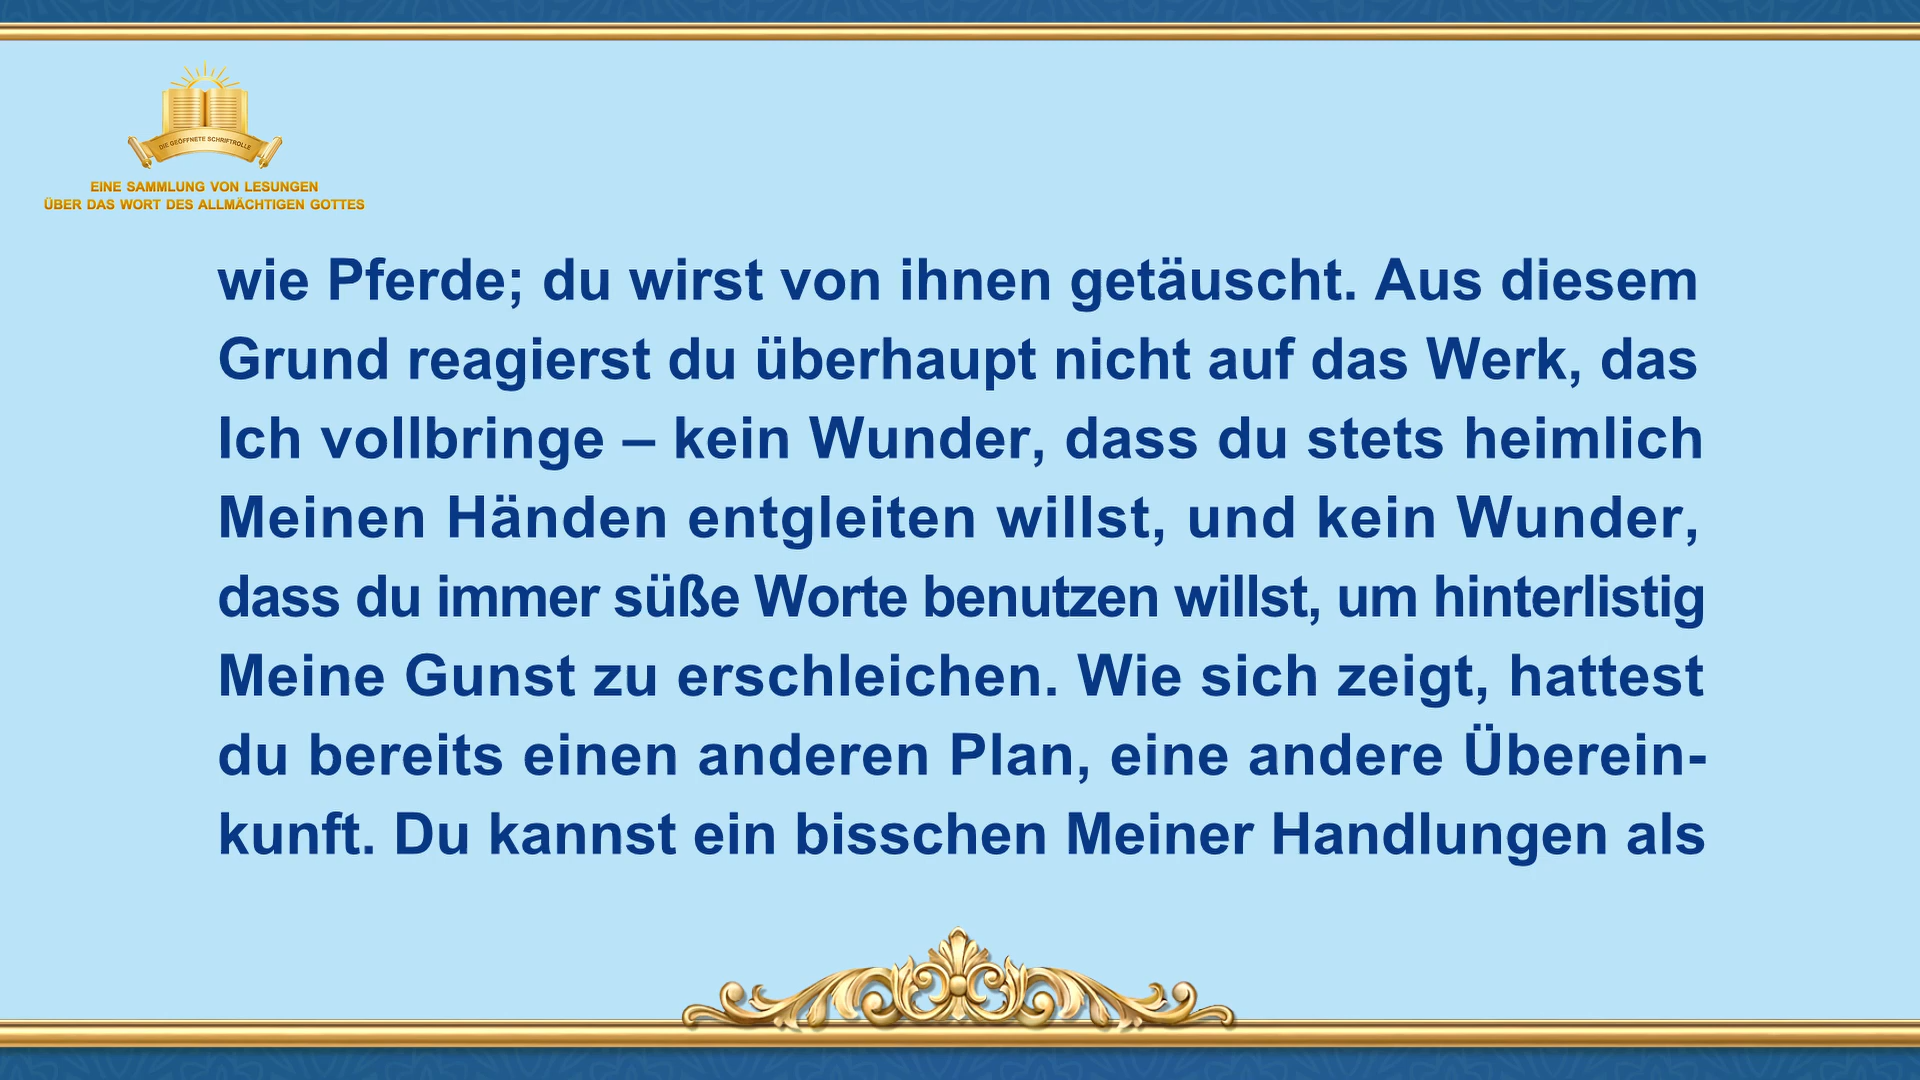 DIE GEÖFFNETE SCHRIFTROLLE
EINE SAMMLUNG VON LESUNGEN
ÜBER DAS WORT DES ALLMÄCHTIGEN GOTTES
wie Pferde; du wirst von ihnen getäuscht. Aus diesem
Grund reagierst du überhaupt nicht auf das Werk, das
Ich vollbringe – kein Wunder, dass du stets heimlich
Meinen Händen entgleiten willst, und kein Wunder,
dass du immer süße Worte benutzen willst, um hinterlistig
Meine Gunst zu erschleichen. Wie sich zeigt, hattest
du bereits einen anderen Plan, eine andere Überein-
kunft. Du kannst ein bisschen Meiner Handlungen als